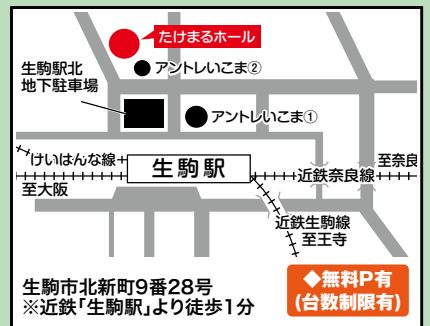 たけまるホール
アントレいこま②
生駒駅北
地下駐車場
アントレいこま①
けいはんな線
生駒駅
至奈良
近鉄奈良線
至大阪
近鉄生駒線
至王寺
生駒市北新町9番28号
※近鉄「生駒駅」より徒歩1分
◆無料P有
(台数制限有)